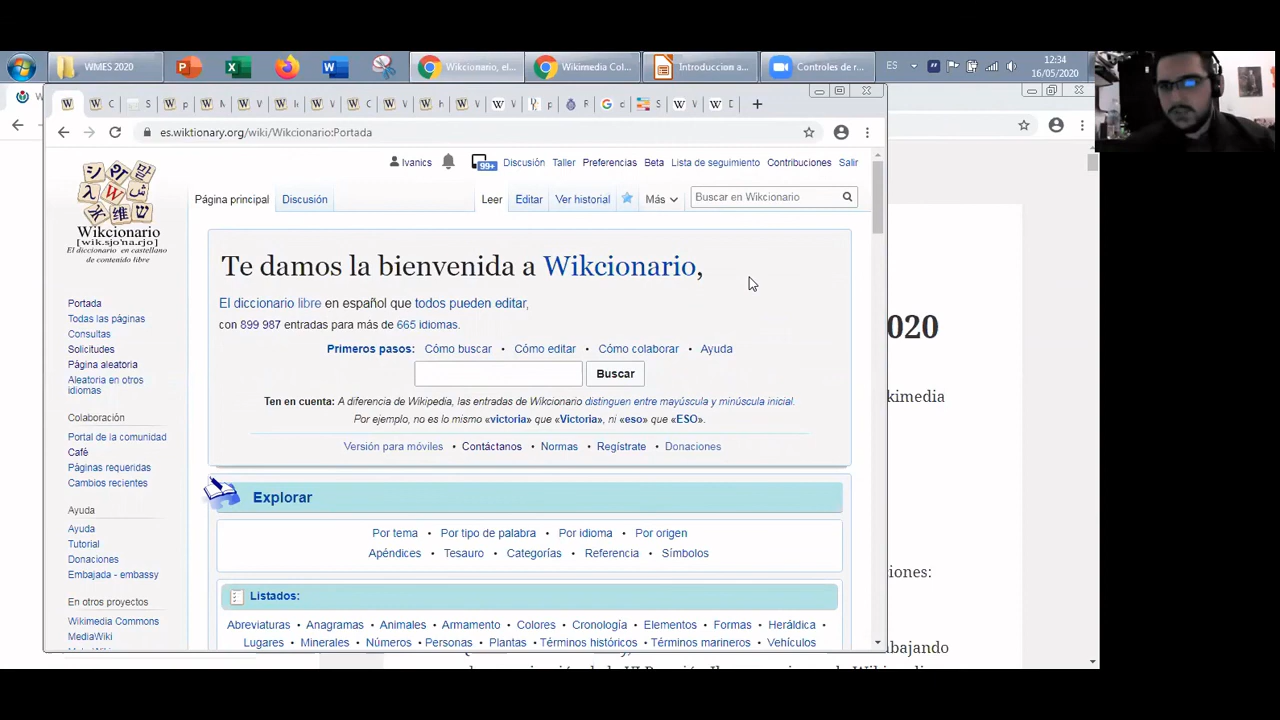 WMES 2020
Wikcionario, el...
Wikimedia Col...
Introduccion a...
Controles de r...
ES
12:34
16/05/2020
es.wiktionary.org/wiki/Wikcionario:Portada
Ivanics
99+
Discusión Taller Preferencias Beta Lista de seguimiento Contribuciones Salir
Página principal Discusión Leer Editar Ver historial Más Buscar en Wikcionario
Wikcionario
[wik.sjo'na.rjo]
El diccionario en castellano
de contenido libre
Te damos la bienvenida a Wikcionario,
El diccionario libre en español que todos pueden editar,
con 899 987 entradas para más de 665 idiomas.
Primeros pasos: Cómo buscar • Cómo editar • Cómo colaborar • Ayuda
Buscar
Ten en cuenta: A diferencia de Wikipedia, las entradas de Wikcionario distinguen entre mayúscula y minúscula inicial.
Por ejemplo, no es lo mismo «victoria» que «Victoria», ni «eso» que «ESO».
Versión para móviles • Contáctanos • Normas • Regístrate • Donaciones
Explorar
Por tema • Por tipo de palabra • Por idioma • Por origen
Apéndices • Tesauro • Categorías • Referencia • Símbolos
Listados:
Abreviaturas • Anagramas • Animales • Armamento • Colores • Cronología • Elementos • Formas • Heráldica •
Lugares • Minerales • Números • Personas • Plantas • Términos históricos • Términos marineros • Vehículos
Portada
Todas las páginas
Consultas
Solicitudes
Página aleatoria
Aleatoria en otros
idiomas
Colaboración
Portal de la comunidad
Café
Páginas requeridas
Cambios recientes
Ayuda
Ayuda
Tutorial
Donaciones
Embajada - embassy
En otros proyectos
Wikimedia Commons
MediaWiki
020
kimedia
iones:
abajando